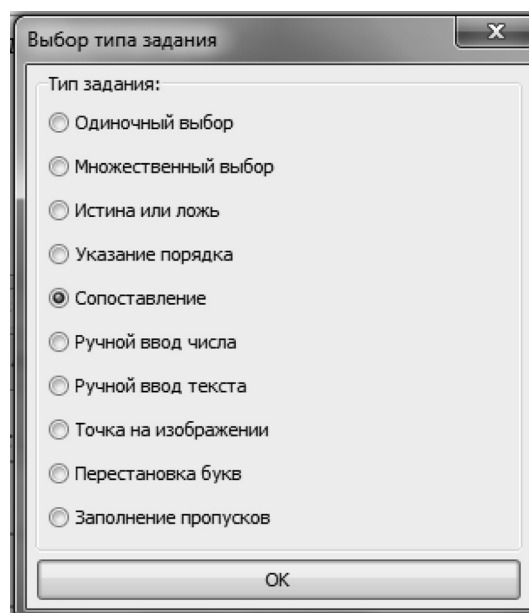 Выбор типа задания
Тип задания:
Одиночный выбор
Множественный выбор
Истина или ложь
Указание порядка
Сопоставление
Ручной ввод числа
Ручной ввод текста
Точка на изображении
Перестановка букв
Заполнение пропусков
OK